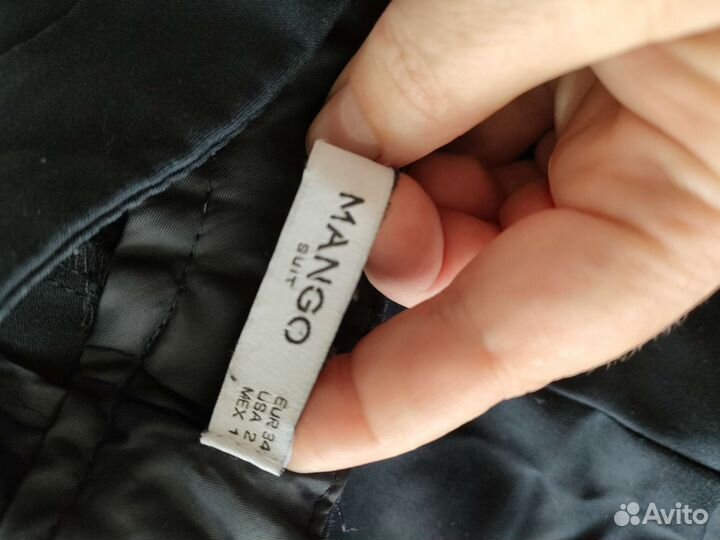 MANGO
SUIT
EUR 34
USA 2
MEX 1
Avito